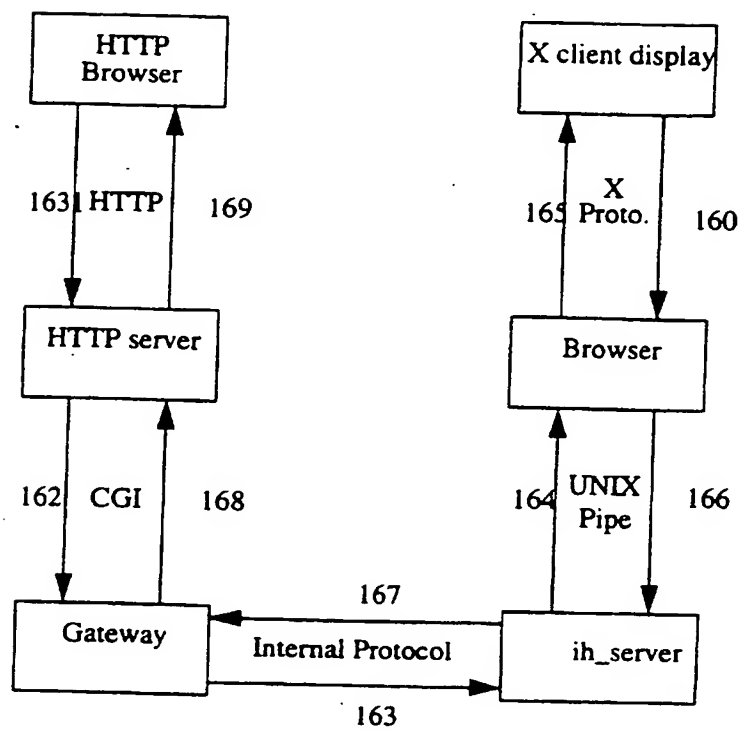 HTTP
Browser
X client display
1631 HTTP 169
165 X
Proto. 160
HTTP server
Browser
162 CGI 168
164 UNIX
Pipe 166
167
Gateway
Internal Protocol
ih_server
163